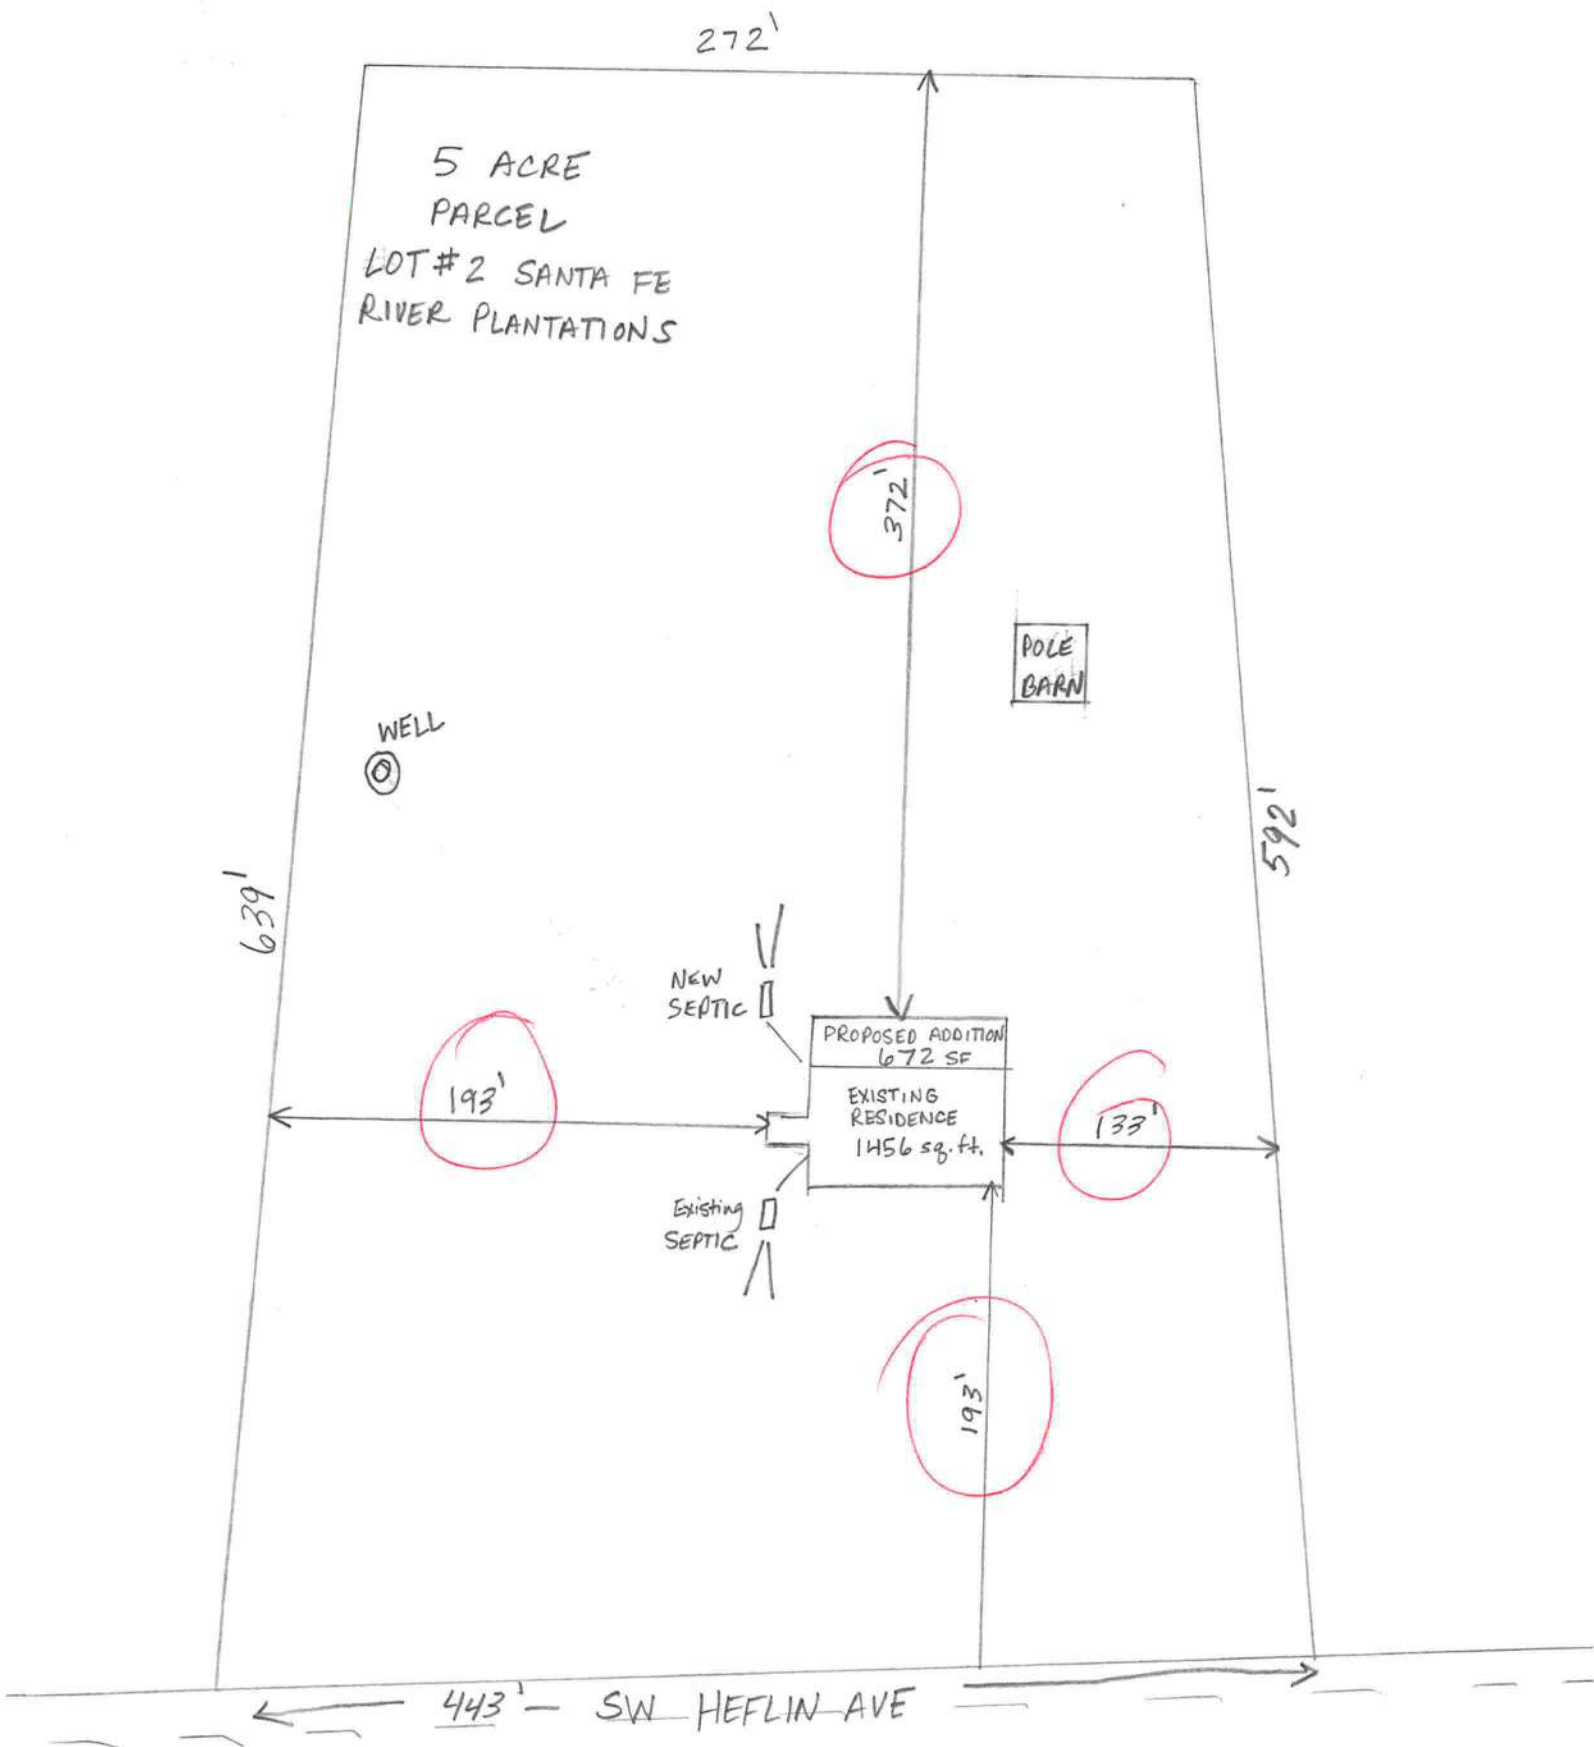 272'
5 ACRE
PARCEL
LOT #2 SANTA FE
RIVER PLANTATIONS
372'
POLE
BARN
WELL
592'
639'
NEW
SEPTIC
PROPOSED ADDITION
672 SF
193'
EXISTING
RESIDENCE
1456 sq.ft.
133'
Existing
SEPTIC
193'
443' — SW HEFLIN AVE